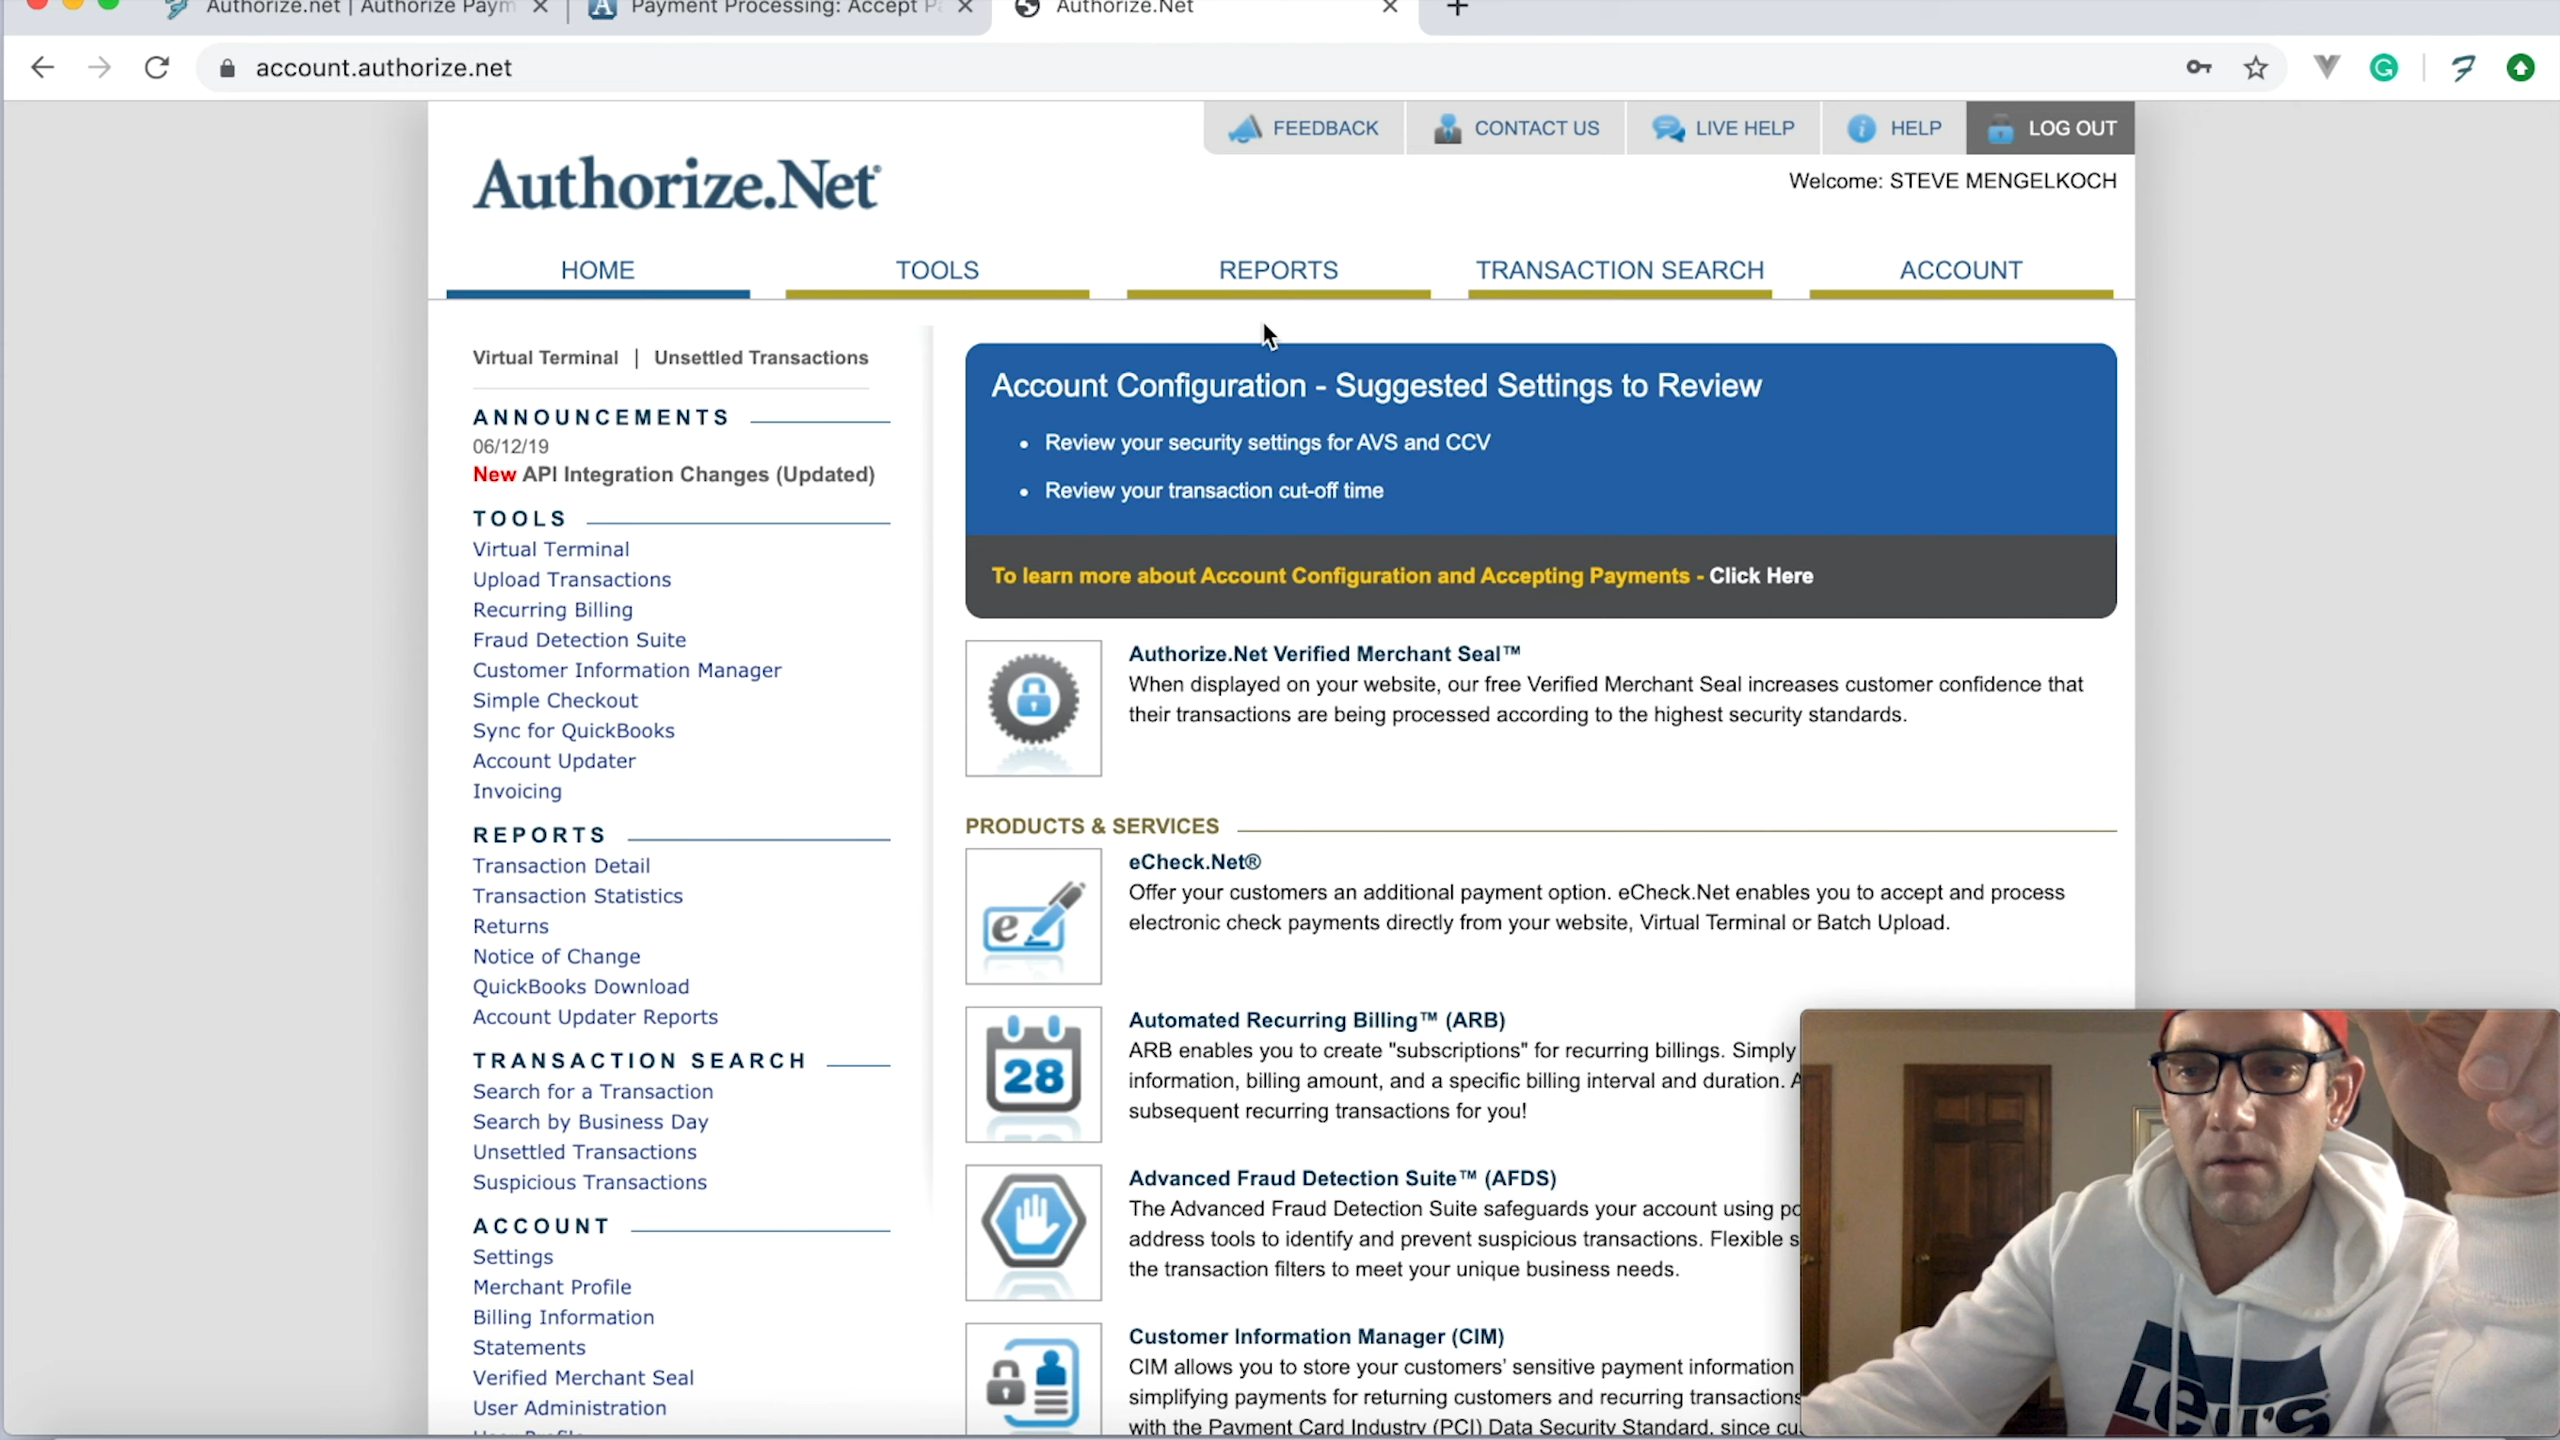 Authorize.net | Authorize Paym
Payment Processing: Accept Pa
Authorize.Net
account.authorize.net
FEEDBACK
CONTACT US
LIVE HELP
HELP
LOG OUT
Authorize.Net
Welcome: STEVE MENGELKOCH
HOME
TOOLS
REPORTS
TRANSACTION SEARCH
ACCOUNT
Virtual Terminal | Unsettled Transactions
ANNOUNCEMENTS
06/12/19
New API Integration Changes (Updated)
TOOLS
Virtual Terminal
Upload Transactions
Recurring Billing
Fraud Detection Suite
Customer Information Manager
Simple Checkout
Sync for QuickBooks
Account Updater
Invoicing
REPORTS
Transaction Detail
Transaction Statistics
Returns
Notice of Change
QuickBooks Download
Account Updater Reports
TRANSACTION SEARCH
Search for a Transaction
Search by Business Day
Unsettled Transactions
Suspicious Transactions
ACCOUNT
Settings
Merchant Profile
Billing Information
Statements
Verified Merchant Seal
User Administration
Account Configuration - Suggested Settings to Review
• Review your security settings for AVS and CCV
• Review your transaction cut-off time
To learn more about Account Configuration and Accepting Payments - Click Here
Authorize.Net Verified Merchant Seal™
When displayed on your website, our free Verified Merchant Seal increases customer confidence that
their transactions are being processed according to the highest security standards.
PRODUCTS & SERVICES
eCheck.Net®
Offer your customers an additional payment option. eCheck.Net enables you to accept and process
electronic check payments directly from your website, Virtual Terminal or Batch Upload.
28
Automated Recurring Billing™ (ARB)
ARB enables you to create "subscriptions" for recurring billings. Simply
information, billing amount, and a specific billing interval and duration. A
subsequent recurring transactions for you!
Advanced Fraud Detection Suite™ (AFDS)
The Advanced Fraud Detection Suite safeguards your account using po
address tools to identify and prevent suspicious transactions. Flexible s
the transaction filters to meet your unique business needs.
Customer Information Manager (CIM)
CIM allows you to store your customers' sensitive payment information
simplifying payments for returning customers and recurring transactions
with the Payment Card Industry (PCI) Data Security Standard, since cu
Levi's